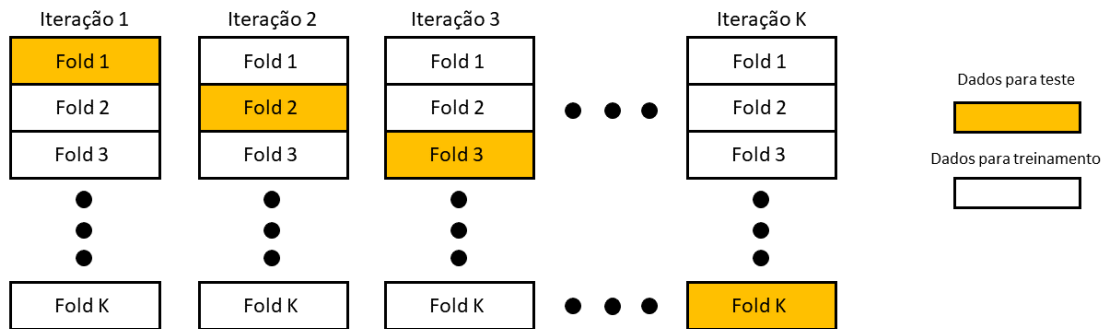 Iteração 1
Iteração 2
Iteração 3
Iteração K
Fold 1
Fold 1
Fold 1
Fold 1
Fold 2
Fold 2
Fold 2
Fold 2
Fold 3
Fold 3
Fold 3
Fold 3
Fold K
Fold K
Fold K
Fold K
Dados para teste
Dados para treinamento